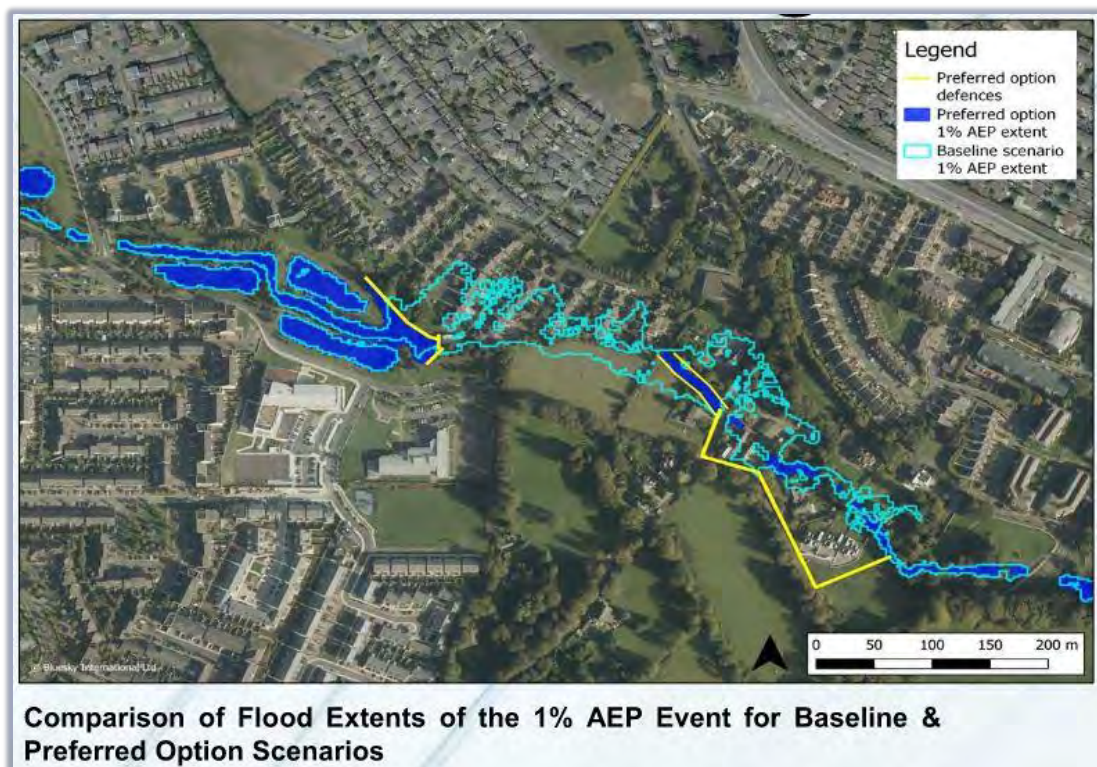 Legend
Preferred option
defences
Preferred option
1% AEP extent
Baseline scenario
1% AEP extent
0 50 100 150 200 m
© Bluesky International Ltd
Comparison of Flood Extents of the 1% AEP Event for Baseline &
Preferred Option Scenarios